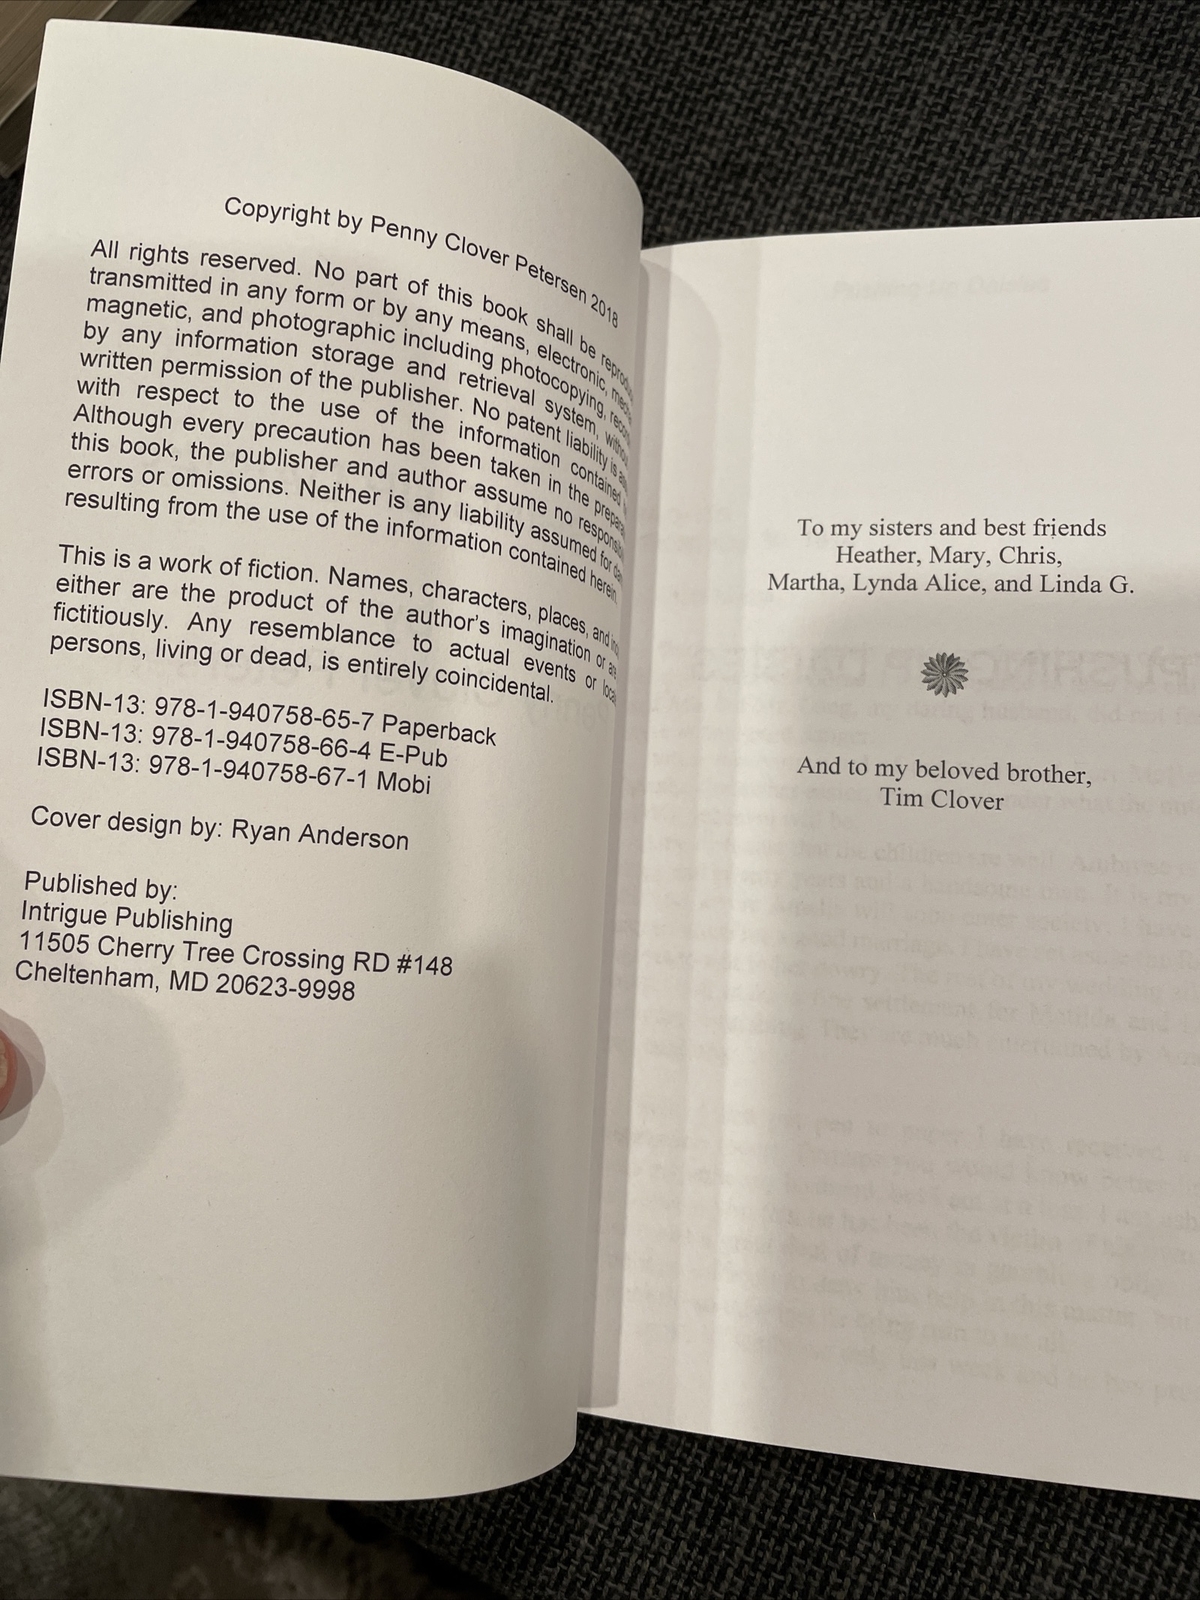 Copyright by Penny Clover Petersen 2018
All rights reserved. No part of this book shall be
transmitted in any form or by any means, electronic,
magnetic, and photographic including photocopying,
by any information storage and retrieval system,
written permission of the publisher. No patent liability is
with respect to the use of the information contained
Although every precaution has been taken in the
this book, the publisher and author assume no
errors or omissions. Neither is any liability assumed for
resulting from the use of the information contained herein.
This is a work of fiction. Names, characters, places, and
either are the product of the author's imagination or
fictitiously. Any resemblance to actual events or
persons, living or dead, is entirely coincidental.
ISBN-13: 978-1-940758-65-7 Paperback
ISBN-13: 978-1-940758-66-4 E-Pub
ISBN-13: 978-1-940758-67-1 Mobi
Cover design by: Ryan Anderson
Published by:
Intrigue Publishing
11505 Cherry Tree Crossing RD #148
Cheltenham, MD 20623-9998
To my sisters and best friends
Heather, Mary, Chris,
Martha, Lynda Alice, and Linda G.
And to my beloved brother,
Tim Clover